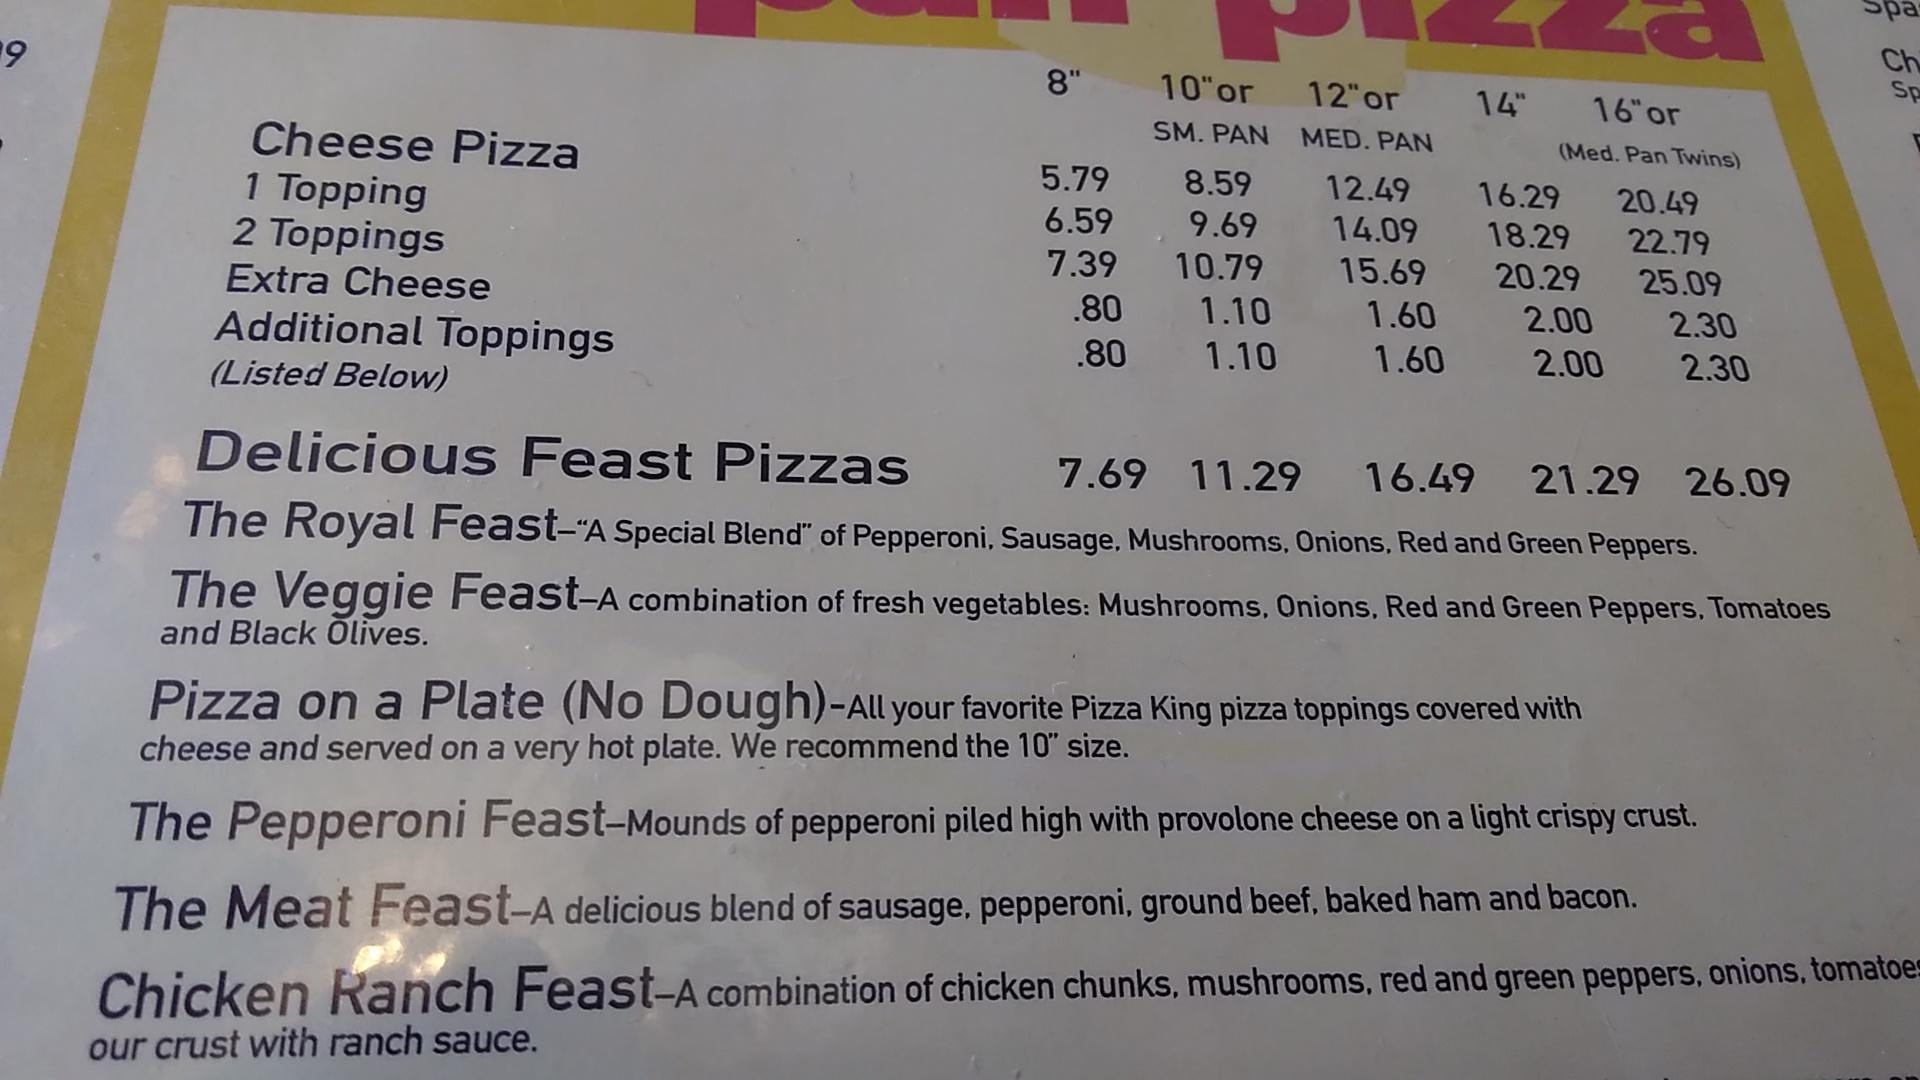 pan pizza
8" 10"or 12"or 14" 16"or
SM. PAN MED. PAN (Med. Pan Twins)
Cheese Pizza 5.79 8.59 12.49 16.29 20.49
1 Topping 6.59 9.69 14.09 18.29 22.79
2 Toppings 7.39 10.79 15.69 20.29 25.09
Extra Cheese .80 1.10 1.60 2.00 2.30
Additional Toppings .80 1.10 1.60 2.00 2.30
(Listed Below)
Delicious Feast Pizzas 7.69 11.29 16.49 21.29 26.09
The Royal Feast–“A Special Blend” of Pepperoni, Sausage, Mushrooms, Onions, Red and Green Peppers.
The Veggie Feast–A combination of fresh vegetables: Mushrooms, Onions, Red and Green Peppers, Tomatoes
and Black Olives.
Pizza on a Plate (No Dough)-All your favorite Pizza King pizza toppings covered with
cheese and served on a very hot plate. We recommend the 10” size.
The Pepperoni Feast–Mounds of pepperoni piled high with provolone cheese on a light crispy crust.
The Meat Feast–A delicious blend of sausage, pepperoni, ground beef, baked ham and bacon.
Chicken Ranch Feast–A combination of chicken chunks, mushrooms, red and green peppers, onions, tomatoes
our crust with ranch sauce.